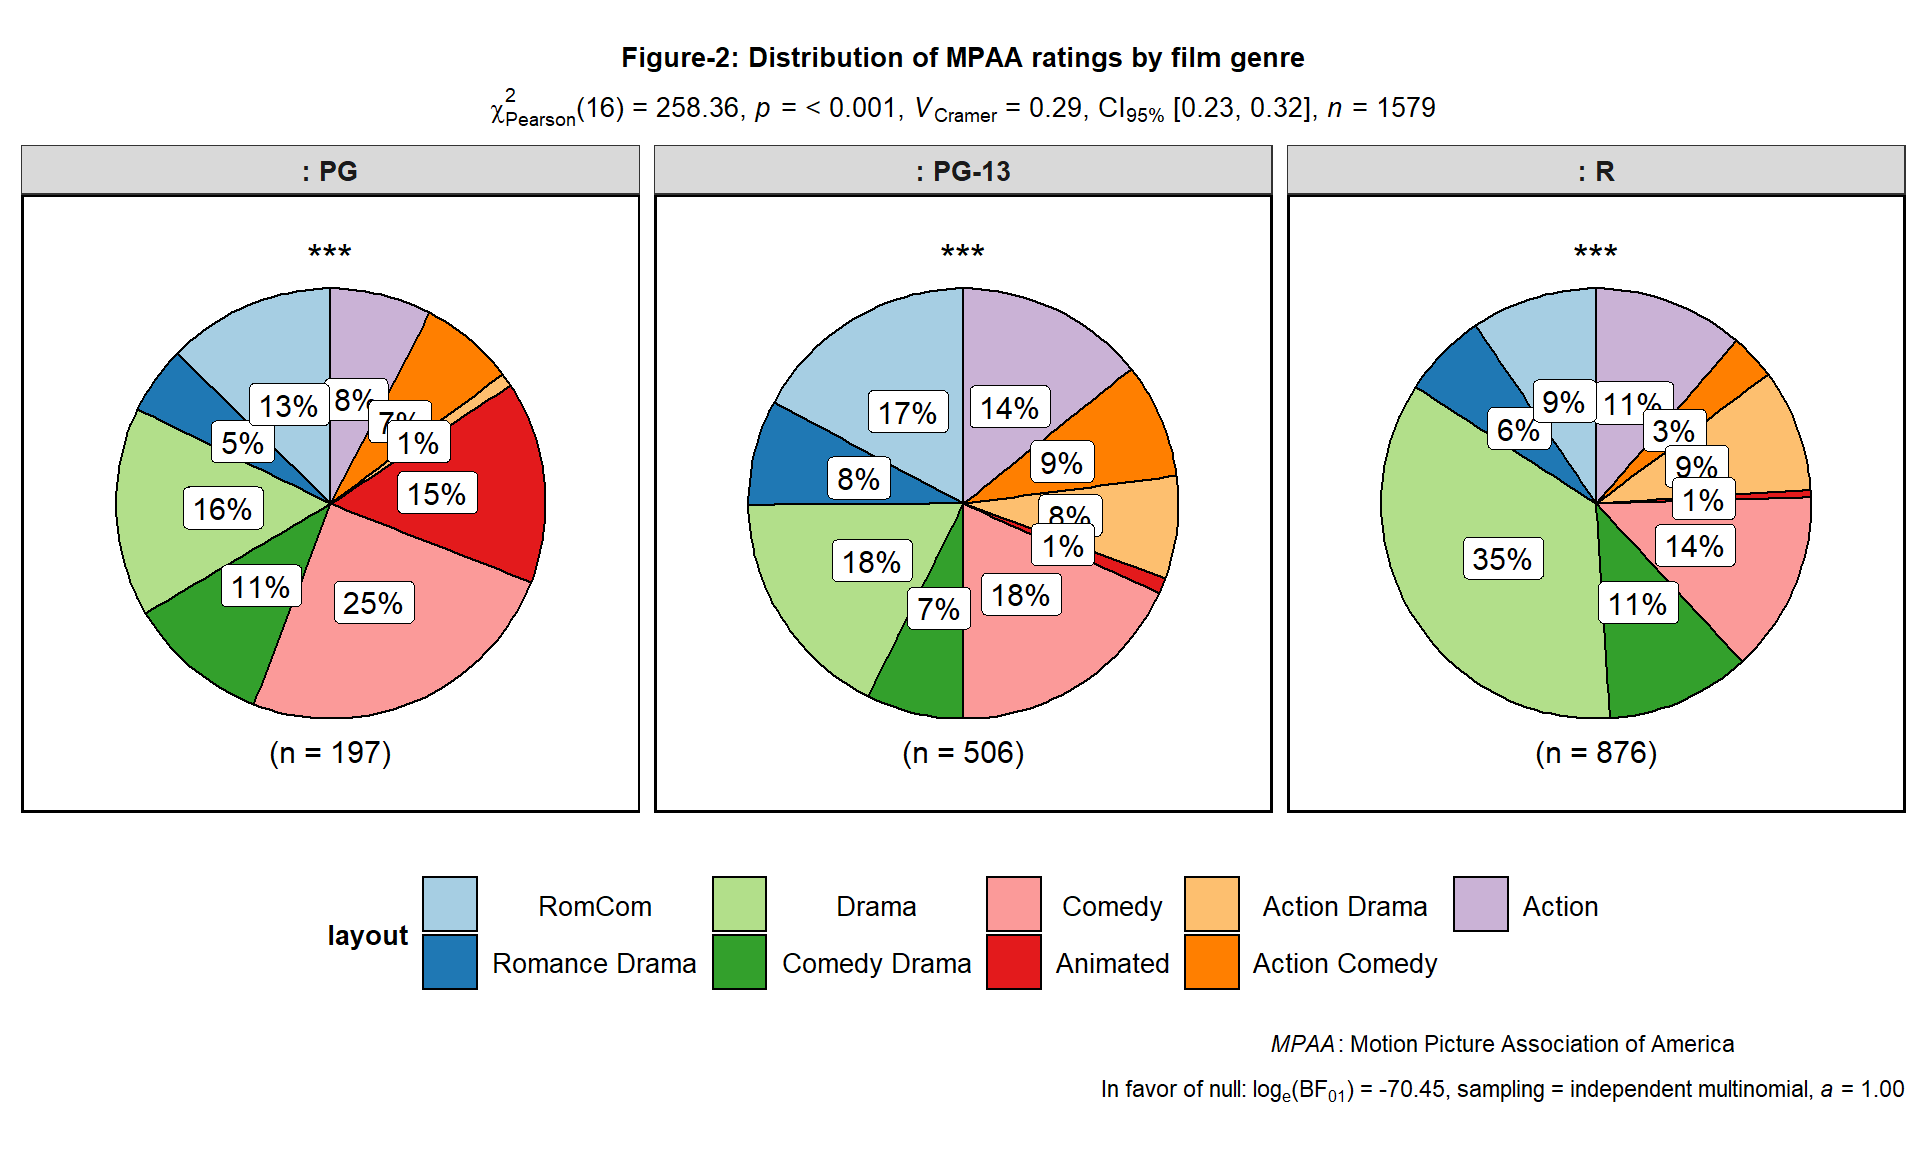 Figure-2: Distribution of MPAA ratings by film genre
χ²Pearson(16) = 258.36, p = < 0.001, VCramer = 0.29, CI95% [0.23, 0.32], n = 1579
: PG
: PG-13
: R
***
***
***
13%
8%
7%
1%
5%
15%
16%
11%
25%
17%
14%
9%
8%
8%
1%
18%
7%
18%
9%
11%
3%
6%
9%
1%
14%
35%
11%
(n = 197)
(n = 506)
(n = 876)
layout
RomCom
Drama
Comedy
Action Drama
Action
Romance Drama
Comedy Drama
Animated
Action Comedy
MPAA: Motion Picture Association of America
In favor of null: loge(BF01) = -70.45, sampling = independent multinomial, a = 1.00